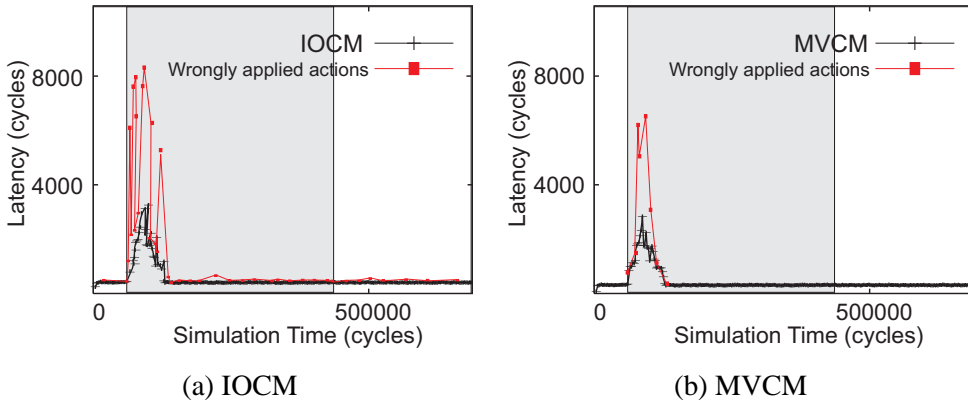 IOCM
Wrongly applied actions
8000
4000
Latency (cycles)
0
500000
Simulation Time (cycles)
(a) IOCM
MVCM
Wrongly applied actions
8000
4000
Latency (cycles)
0
500000
Simulation Time (cycles)
(b) MVCM